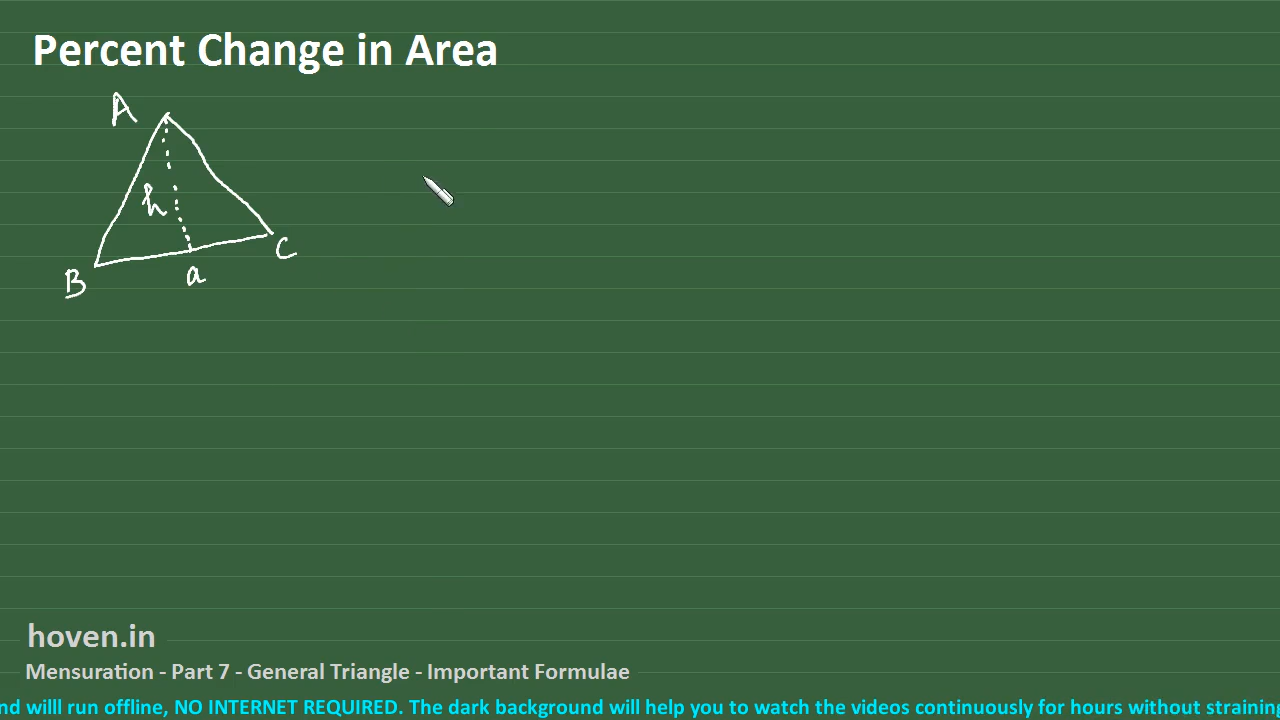 Percent Change in Area
A
h
B
a
C
hoven.in
Mensuration - Part 7 - General Triangle - Important Formulae
nd willl run offline, NO INTERNET REQUIRED. The dark background will help you to watch the videos continuously for hours without straining